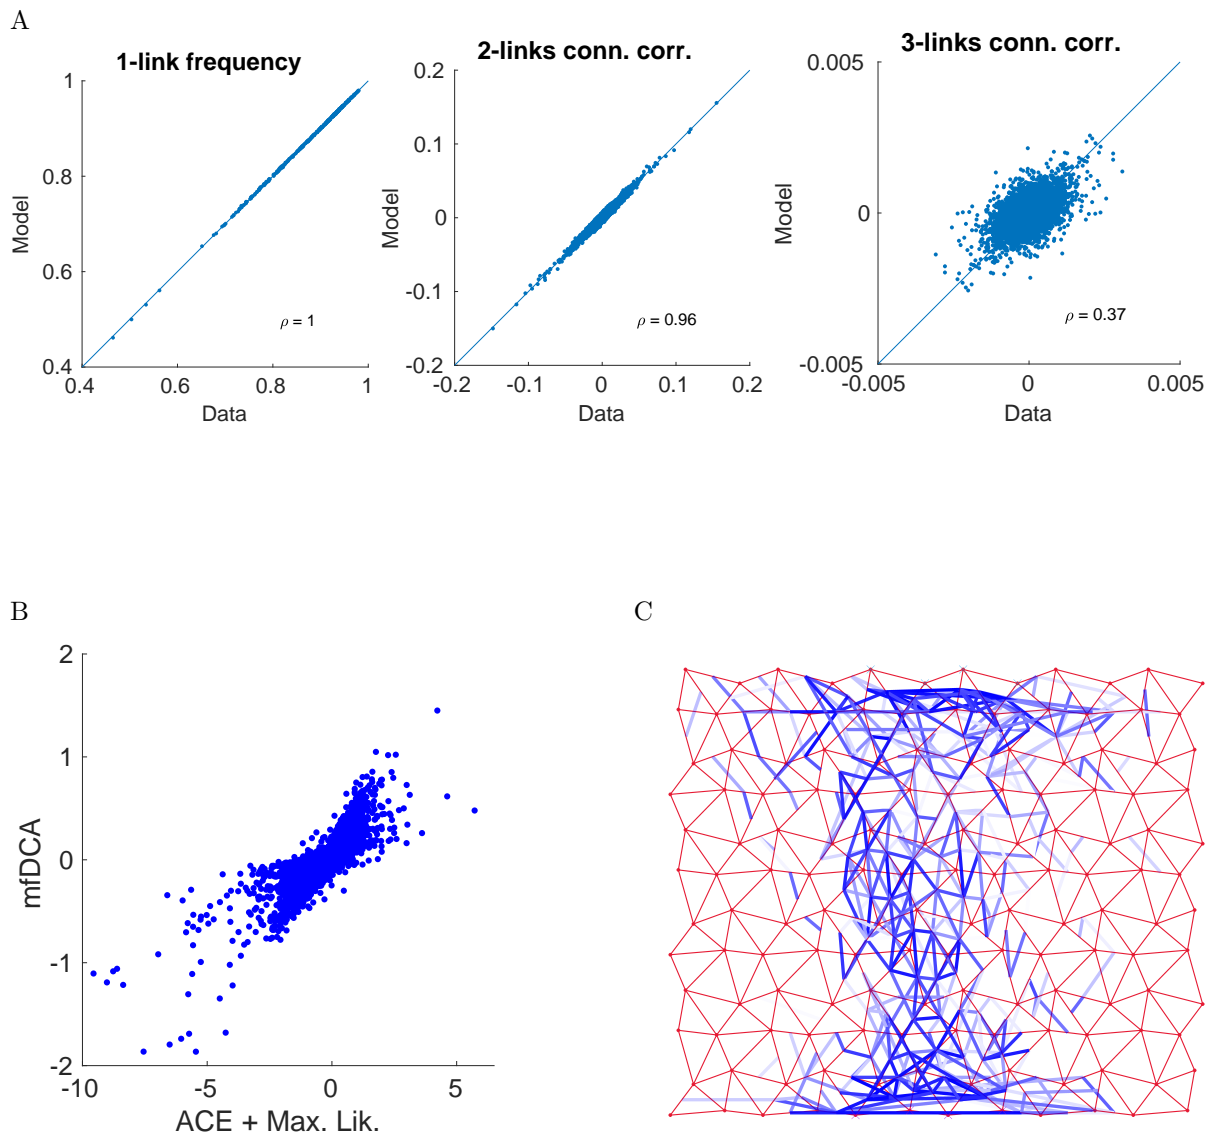 A
1-link frequency
1
0.8
0.6
0.4
Model
ρ = 1
0.4 0.6 0.8 1
Data
2-links conn. corr.
0.2
0.1
0
-0.1
-0.2
Model
ρ = 0.96
-0.2 -0.1 0 0.1 0.2
Data
3-links conn. corr.
0.005
0
-0.005
Model
ρ = 0.37
-0.005 0 0.005
Data
B
2
1
0
-1
-2
mfDCA
-10 -5 0 5
ACE + Max. Lik.
C